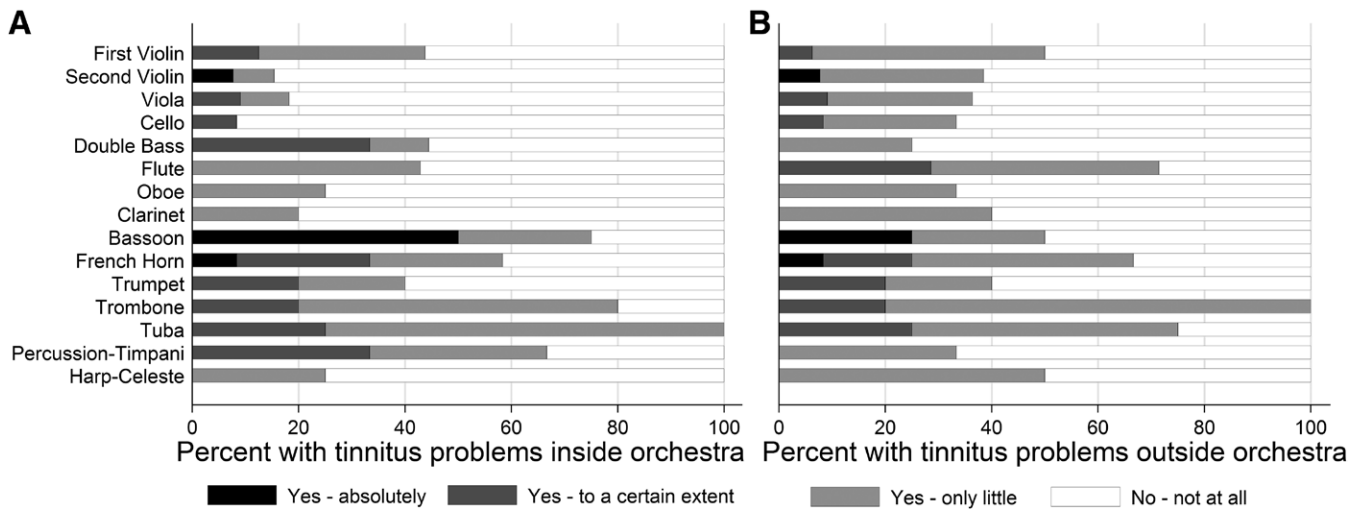 A
First Violin
Second Violin
Viola
Cello
Double Bass
Flute
Oboe
Clarinet
Bassoon
French Horn
Trumpet
Trombone
Tuba
Percussion-Timpani
Harp-Celeste
0 20 40 60 80 100
Percent with tinnitus problems inside orchestra
B
0 20 40 60 80 100
Percent with tinnitus problems outside orchestra
Yes - absolutely Yes - to a certain extent Yes - only little No - not at all